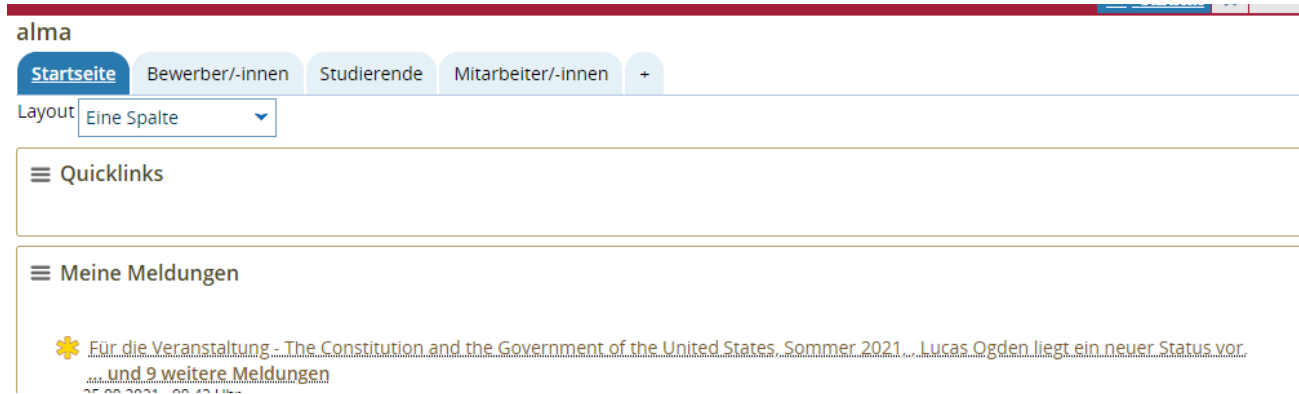 alma
Startseite Bewerber/-innen Studierende Mitarbeiter/-innen +
Layout Eine Spalte
Quicklinks
Meine Meldungen
Für die Veranstaltung - The Constitution and the Government of the United States, Sommer 2021, , Lucas Ogden liegt ein neuer Status vor.
... und 9 weitere Meldungen